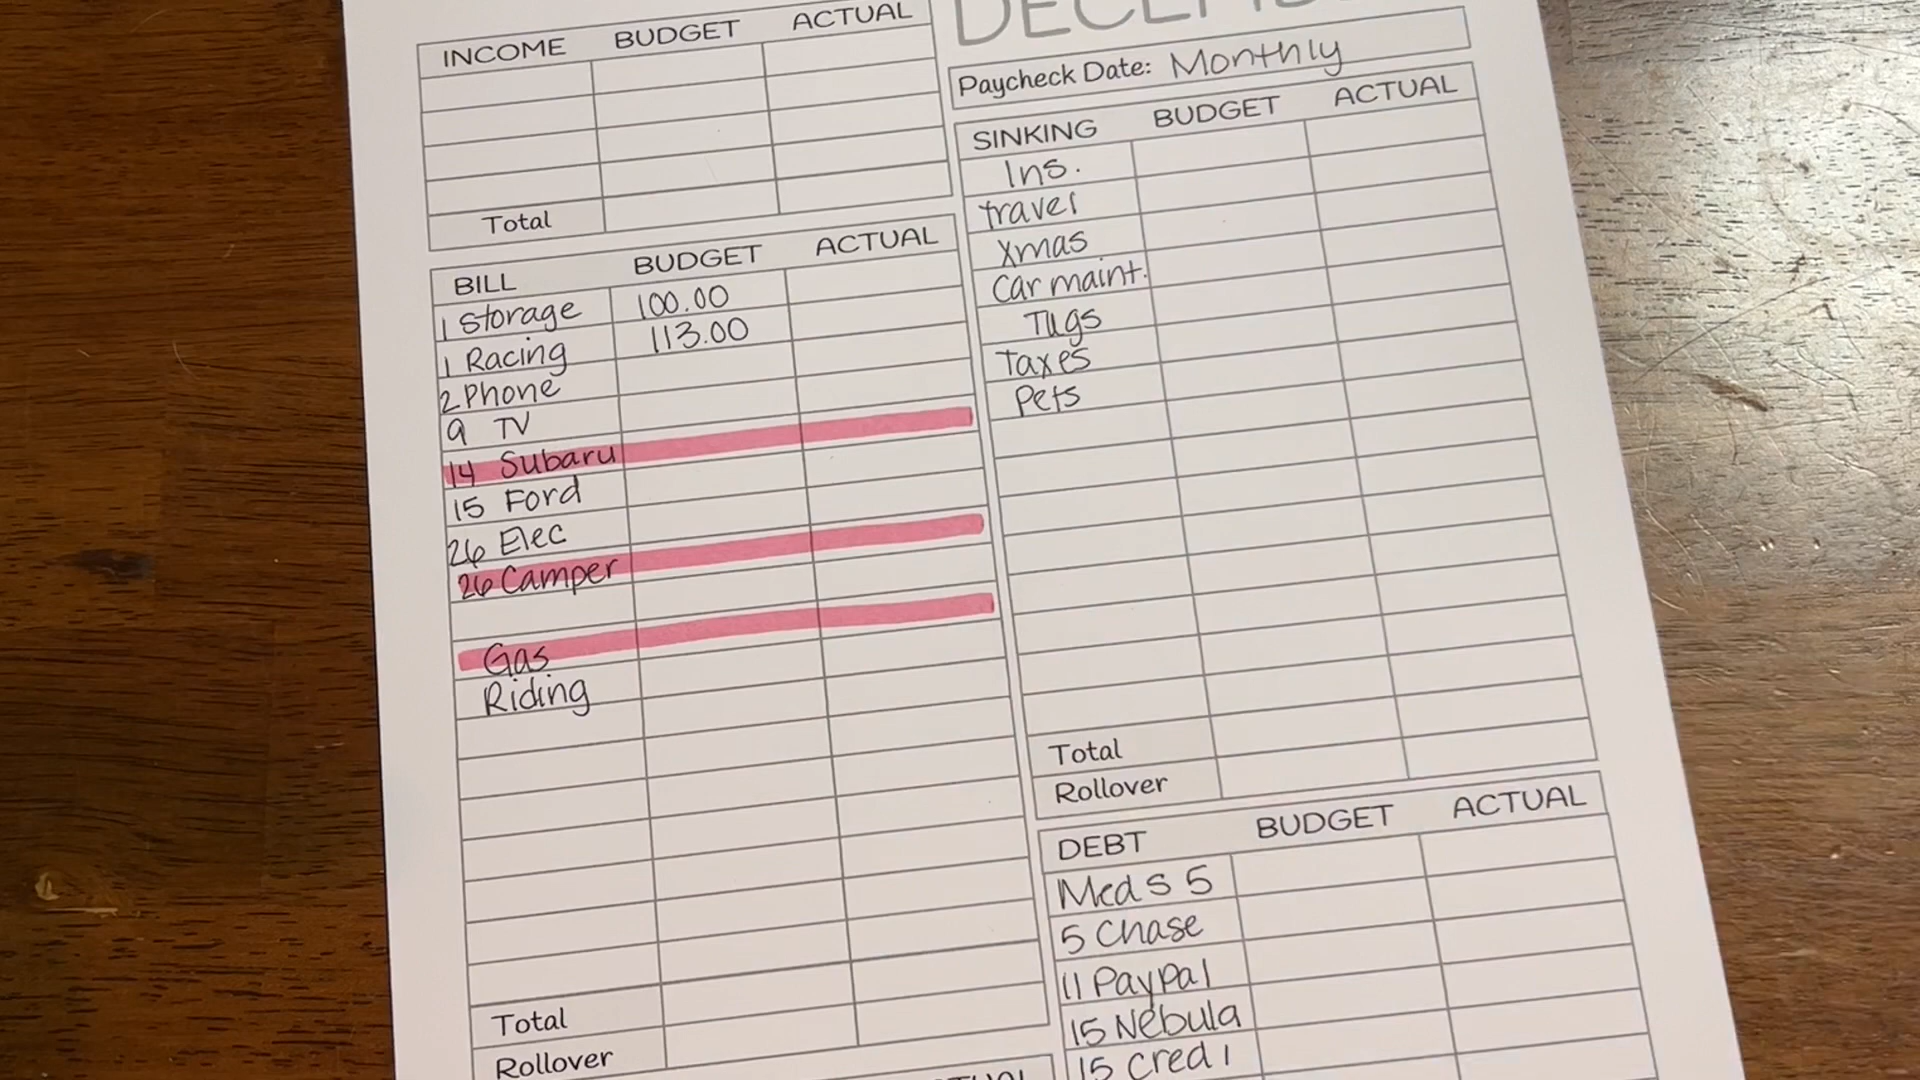 INCOME BUDGET ACTUAL
Total
BILL BUDGET ACTUAL
1 Storage 100.00
1 Racing 113.00
2 Phone
9 TV
14 Subaru
15 Ford
26 Elec
26 Camper
Gas
Riding
Total
Rollover
Paycheck Date: Monthly
SINKING BUDGET ACTUAL
Ins.
travel
Xmas
Car maint.
Tags
Taxes
Pets
Total
Rollover
DEBT BUDGET ACTUAL
Med S 5
5 Chase
11 PayPal
15 Nebula
15 Cred 1